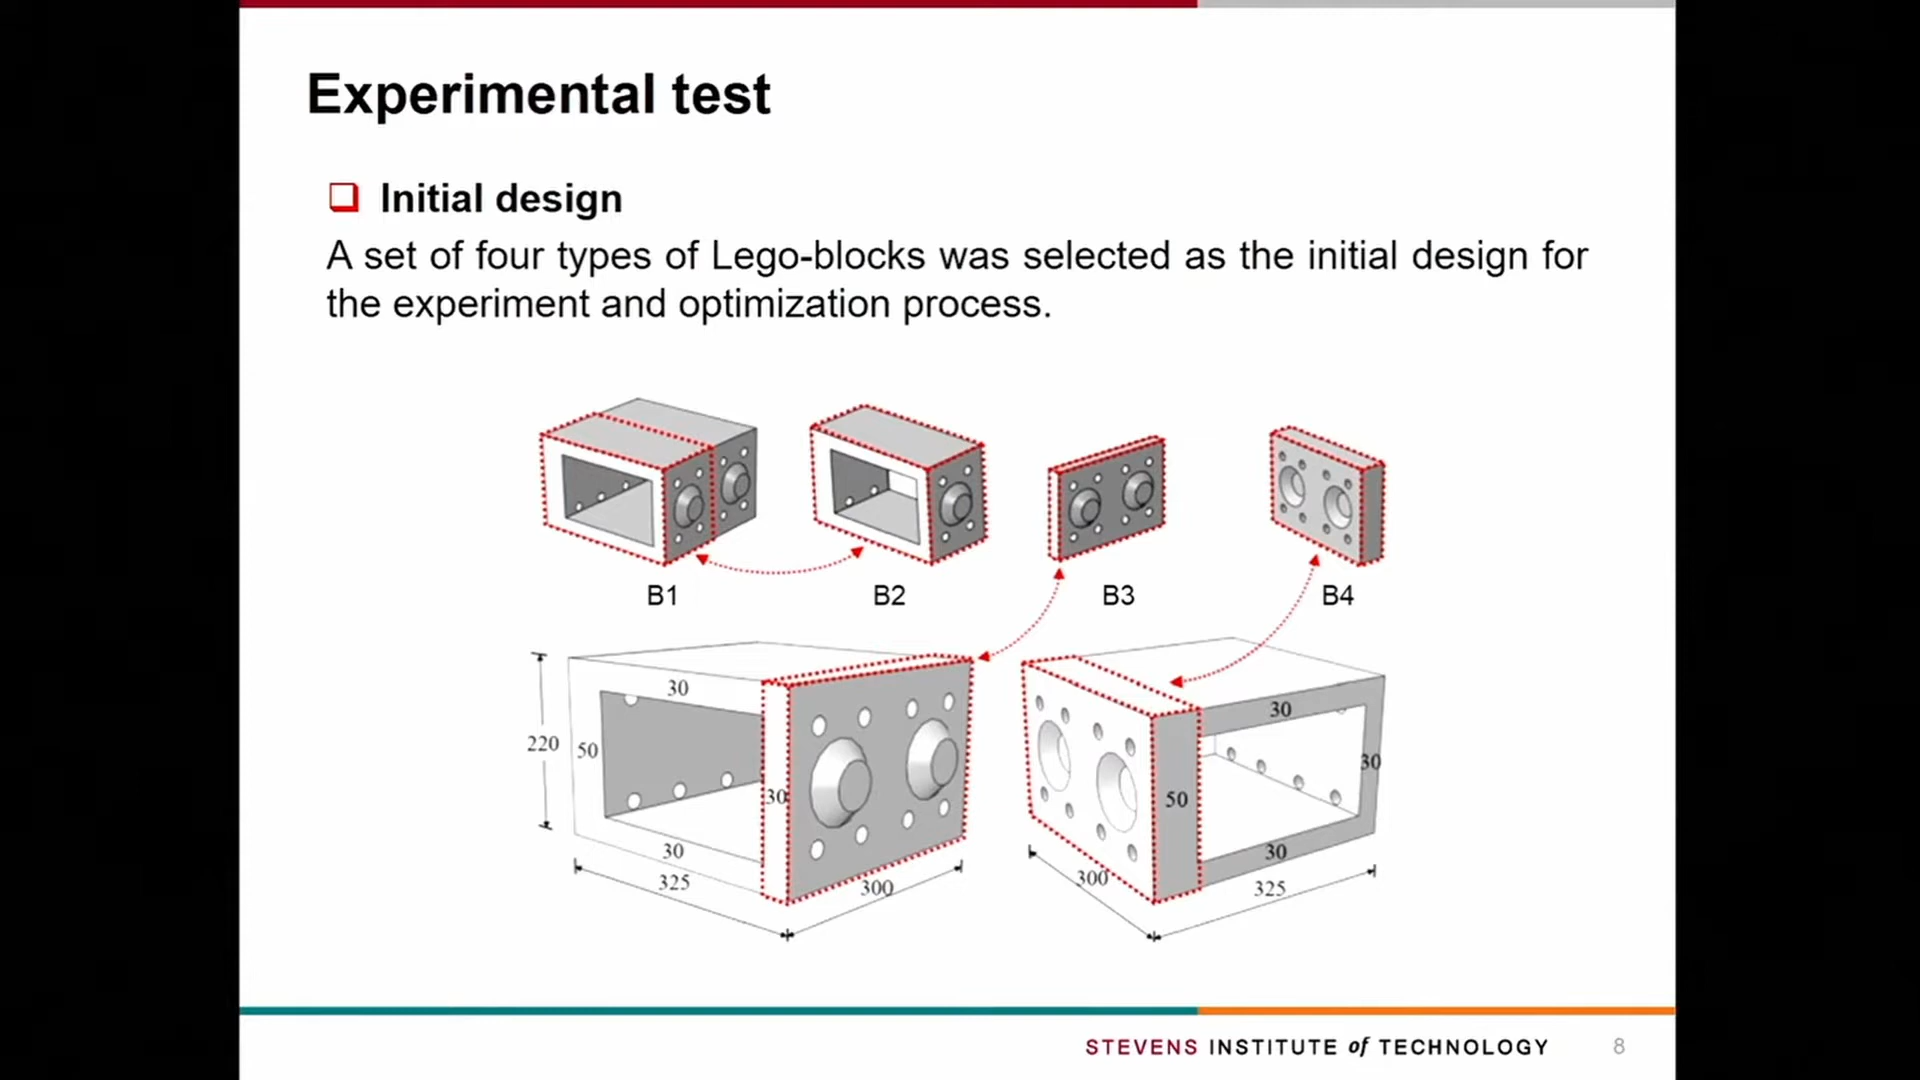 Experimental test
Initial design
A set of four types of Lego-blocks was selected as the initial design for
the experiment and optimization process.
B1
B2
B3
B4
30
220
50
30
30
325
300
30
30
50
30
300
325
STEVENS INSTITUTE of TECHNOLOGY
8